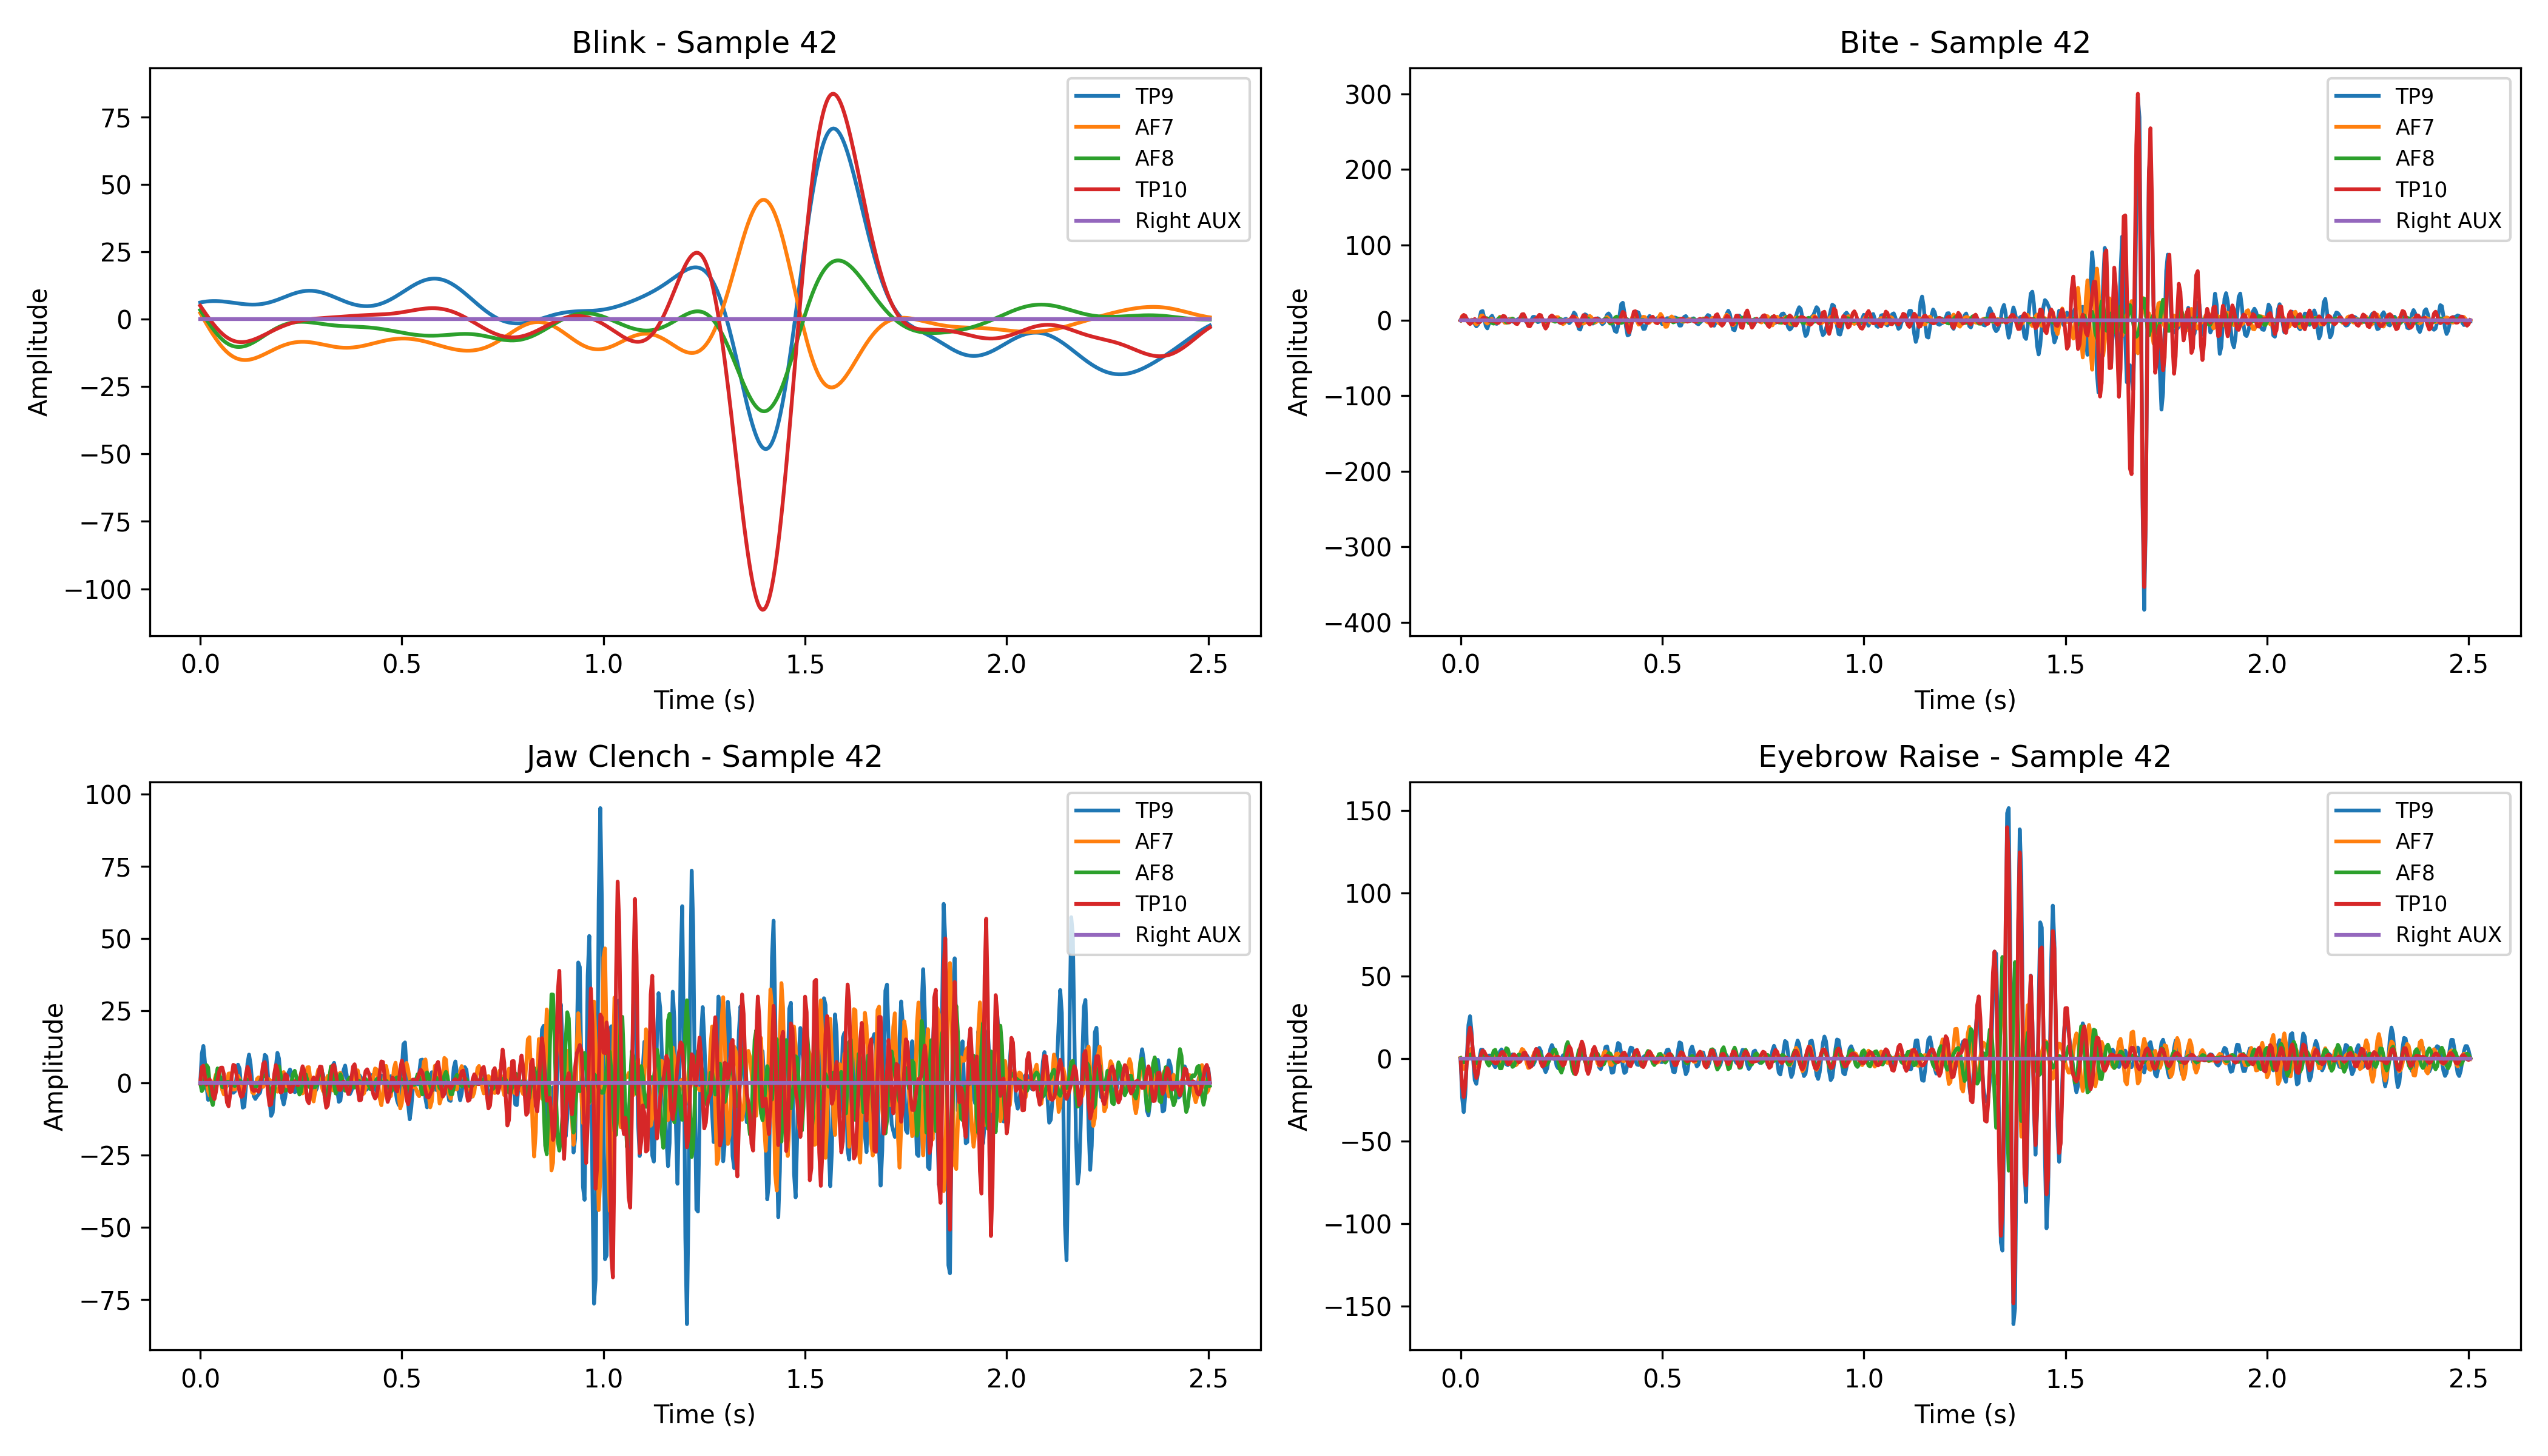 Blink - Sample 42
Amplitude
75
50
25
0
−25
−50
−75
−100
0.0 0.5 1.0 1.5 2.0 2.5
Time (s)
TP9
AF7
AF8
TP10
Right AUX
Bite - Sample 42
Amplitude
300
200
100
0
−100
−200
−300
−400
0.0 0.5 1.0 1.5 2.0 2.5
Time (s)
TP9
AF7
AF8
TP10
Right AUX
Jaw Clench - Sample 42
Amplitude
100
75
50
25
0
−25
−50
−75
0.0 0.5 1.0 1.5 2.0 2.5
Time (s)
TP9
AF7
AF8
TP10
Right AUX
Eyebrow Raise - Sample 42
Amplitude
150
100
50
0
−50
−100
−150
0.0 0.5 1.0 1.5 2.0 2.5
Time (s)
TP9
AF7
AF8
TP10
Right AUX